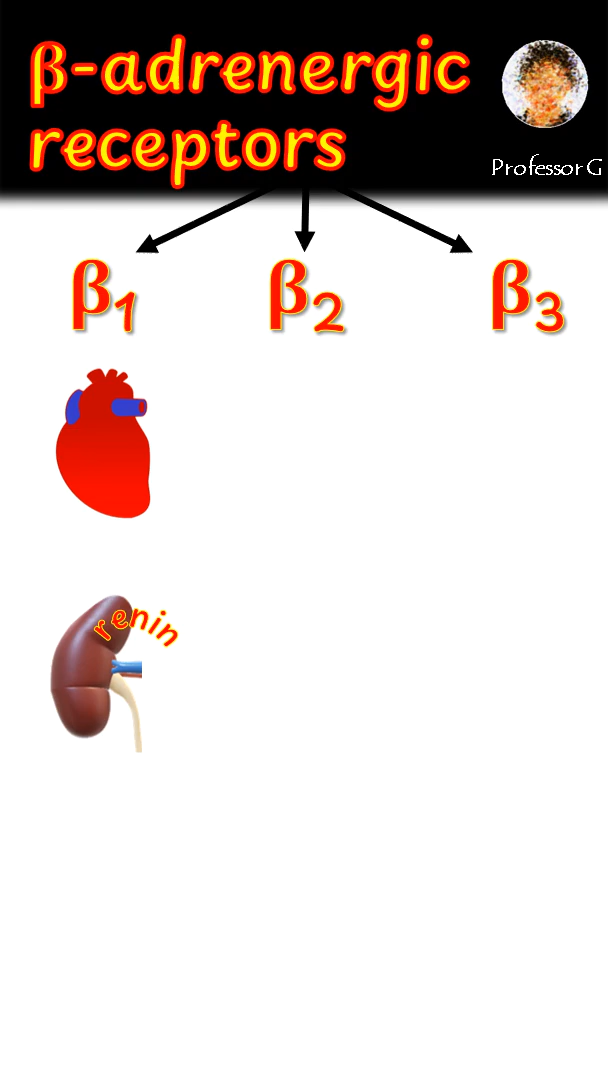 β-adrenergic
receptors
Professor G
β1
β2
β3
renin